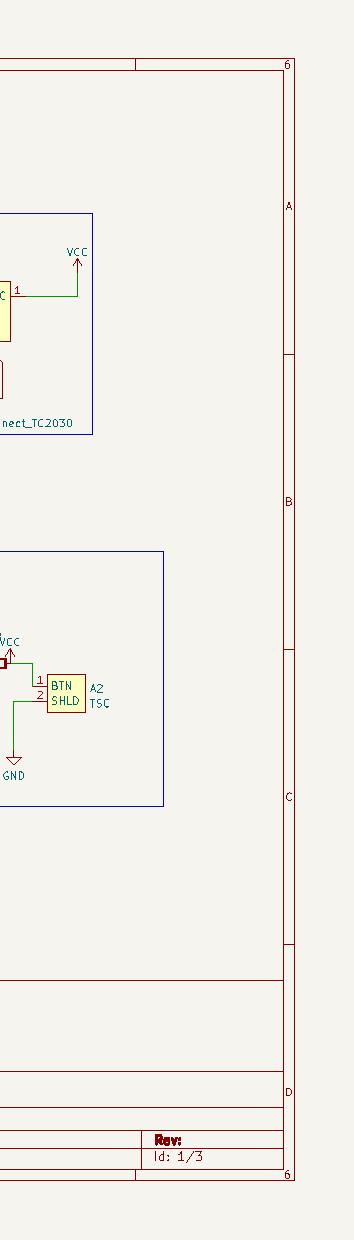 6
A
VCC
C 1
nect_TC2030
B
VCC
1 BTN A2
2 SHLD TSC
GND
C
D
Rev:
Id: 1/3
6